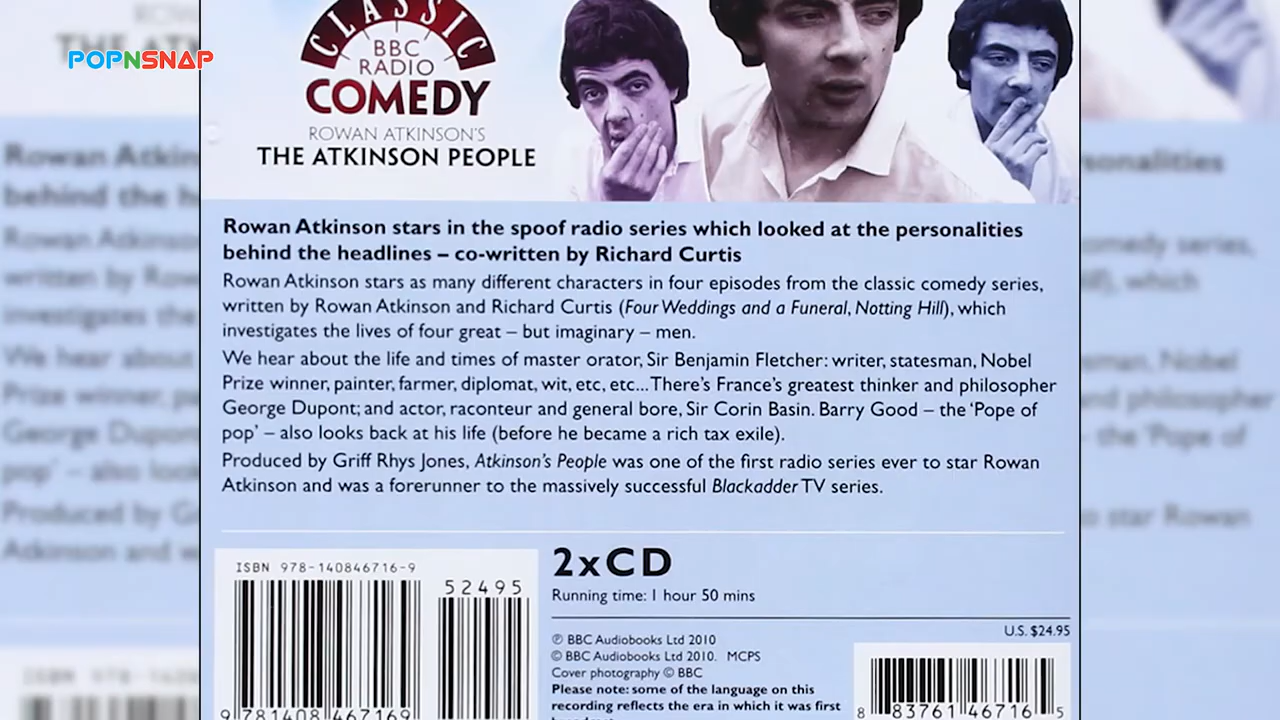 POPNSNAP
CLASSIC
BBC
RADIO
COMEDY
ROWAN ATKINSON'S
THE ATKINSON PEOPLE
Rowan Atkinson stars in the spoof radio series which looked at the personalities
behind the headlines – co-written by Richard Curtis
Rowan Atkinson stars as many different characters in four episodes from the classic comedy series,
written by Rowan Atkinson and Richard Curtis (Four Weddings and a Funeral, Notting Hill), which
investigates the lives of four great – but imaginary – men.
We hear about the life and times of master orator, Sir Benjamin Fletcher: writer, statesman, Nobel
Prize winner, painter, farmer, diplomat, wit, etc, etc... There's France's greatest thinker and philosopher
George Dupont; and actor, raconteur and general bore, Sir Corin Basin. Barry Good – the 'Pope of
pop' – also looks back at his life (before he became a rich tax exile).
Produced by Griff Rhys Jones, Atkinson's People was one of the first radio series ever to star Rowan
Atkinson and was a forerunner to the massively successful Blackadder TV series.
ISBN 978-140846716-9
52495
9 781408 467169
2xCD
Running time: 1 hour 50 mins
U.S. $24.95
℗ BBC Audiobooks Ltd 2010
© BBC Audiobooks Ltd 2010. MCPS
Cover photography © BBC
Please note: some of the language on this
recording reflects the era in which it was first
8 83761 46716 5